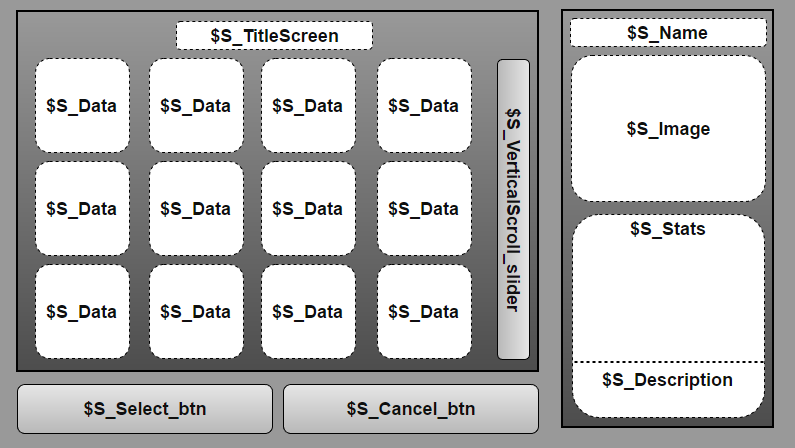 $S_TitleScreen
$S_Data
$S_Data
$S_Data
$S_Data
$S_Data
$S_Data
$S_Data
$S_Data
$S_Data
$S_Data
$S_Data
$S_Data
$S_VerticalScroll_slider
$S_Select_btn
$S_Cancel_btn
$S_Name
$S_Image
$S_Stats
$S_Description